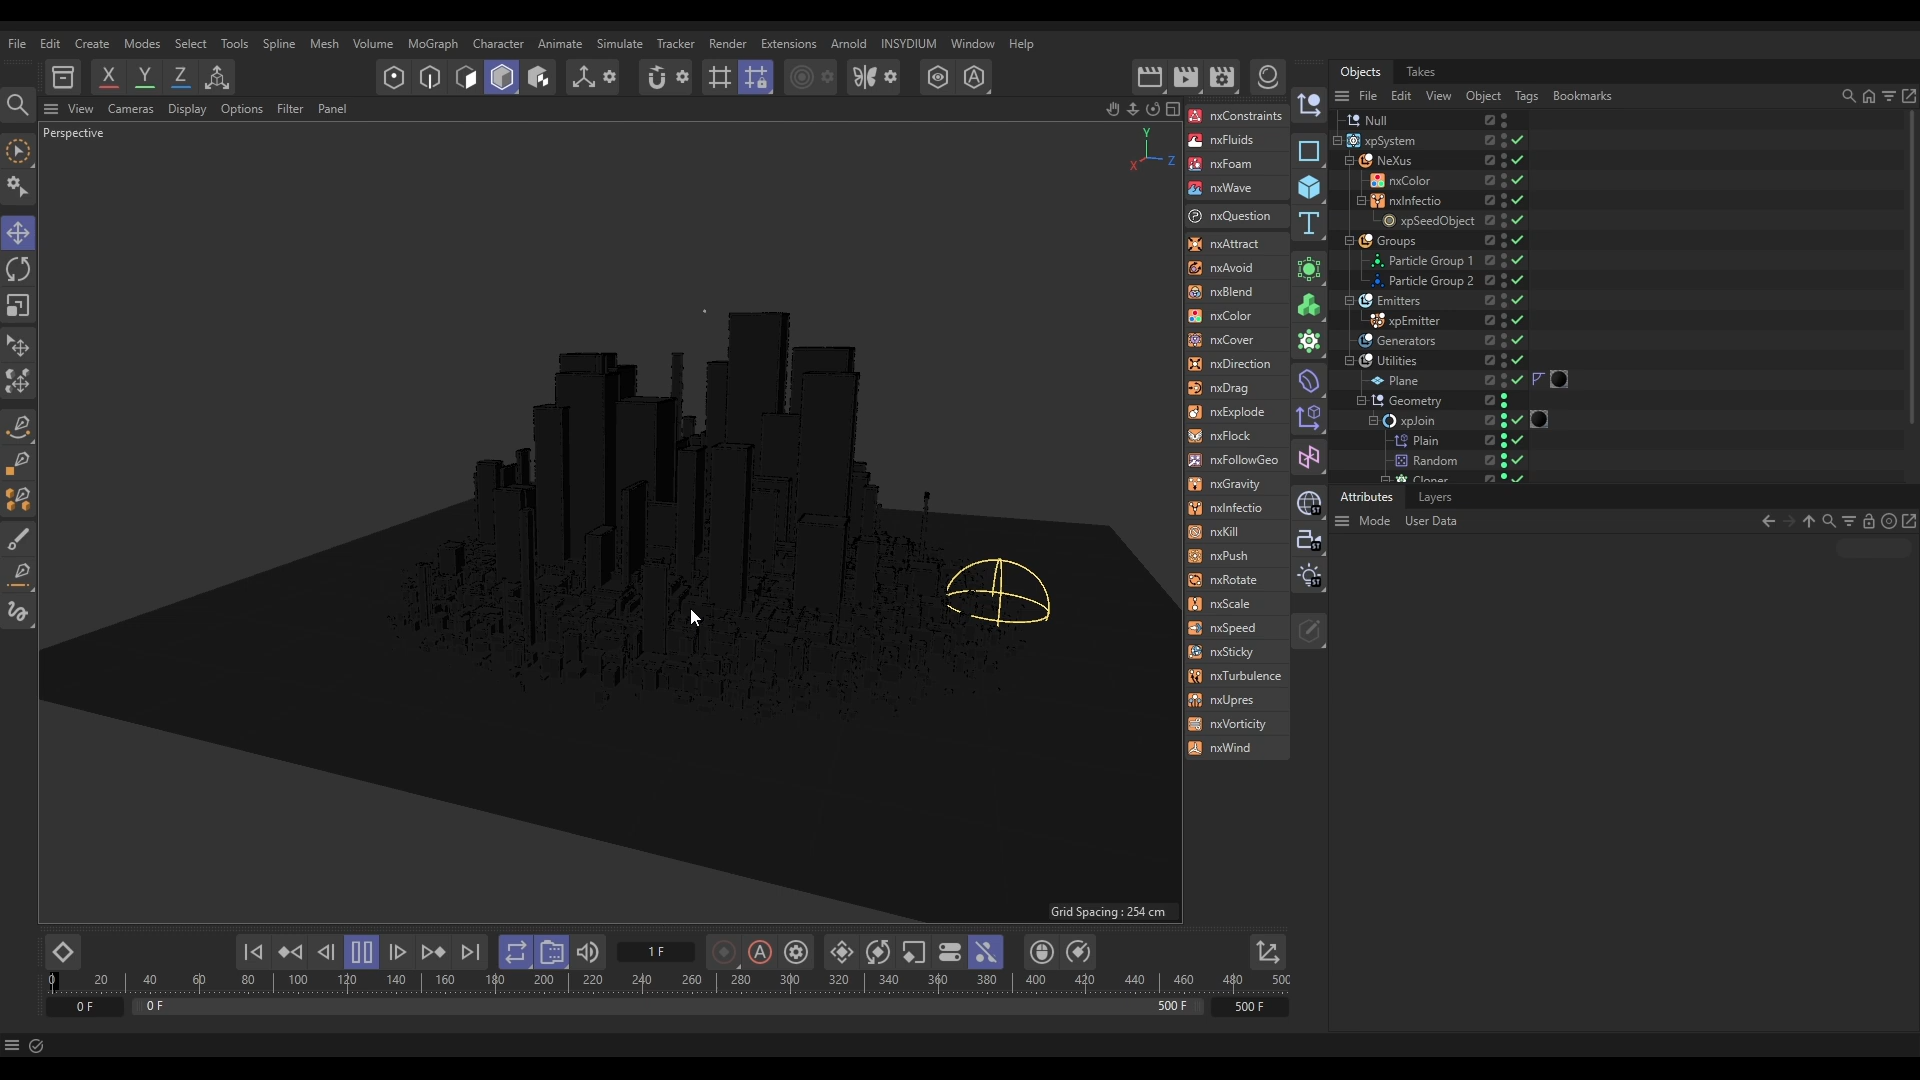 File Edit Create Modes Select Tools Spline Mesh Volume MoGraph Character Animate Simulate Tracker Render Extensions Arnold INSYDIUM Window Help
X Y Z
View Cameras Display Options Filter Panel
Perspective
Y
X Z
Grid Spacing : 254 cm
nxConstraints
nxFluids
nxFoam
nxWave
nxQuestion
nxAttract
nxAvoid
nxBlend
nxColor
nxCover
nxDirection
nxDrag
nxExplode
nxFlock
nxFollowGeo
nxGravity
nxInfectio
nxKill
nxPush
nxRotate
nxScale
nxSpeed
nxSticky
nxTurbulence
nxUpres
nxVorticity
nxWind
T
ST
ST
ST
Objects Takes
File Edit View Object Tags Bookmarks
Null
xpSystem
NeXus
nxColor
nxInfectio
xpSeedObject
Groups
Particle Group 1
Particle Group 2
Emitters
xpEmitter
Generators
Utilities
Plane
Geometry
xpJoin
Plain
Random
Cloner
Attributes Layers
Mode User Data
1 F
A
0 20 40 60 80 100 120 140 160 180 200 220 240 260 280 300 320 340 360 380 400 420 440 460 480 500
0 F 0 F 500 F 500 F